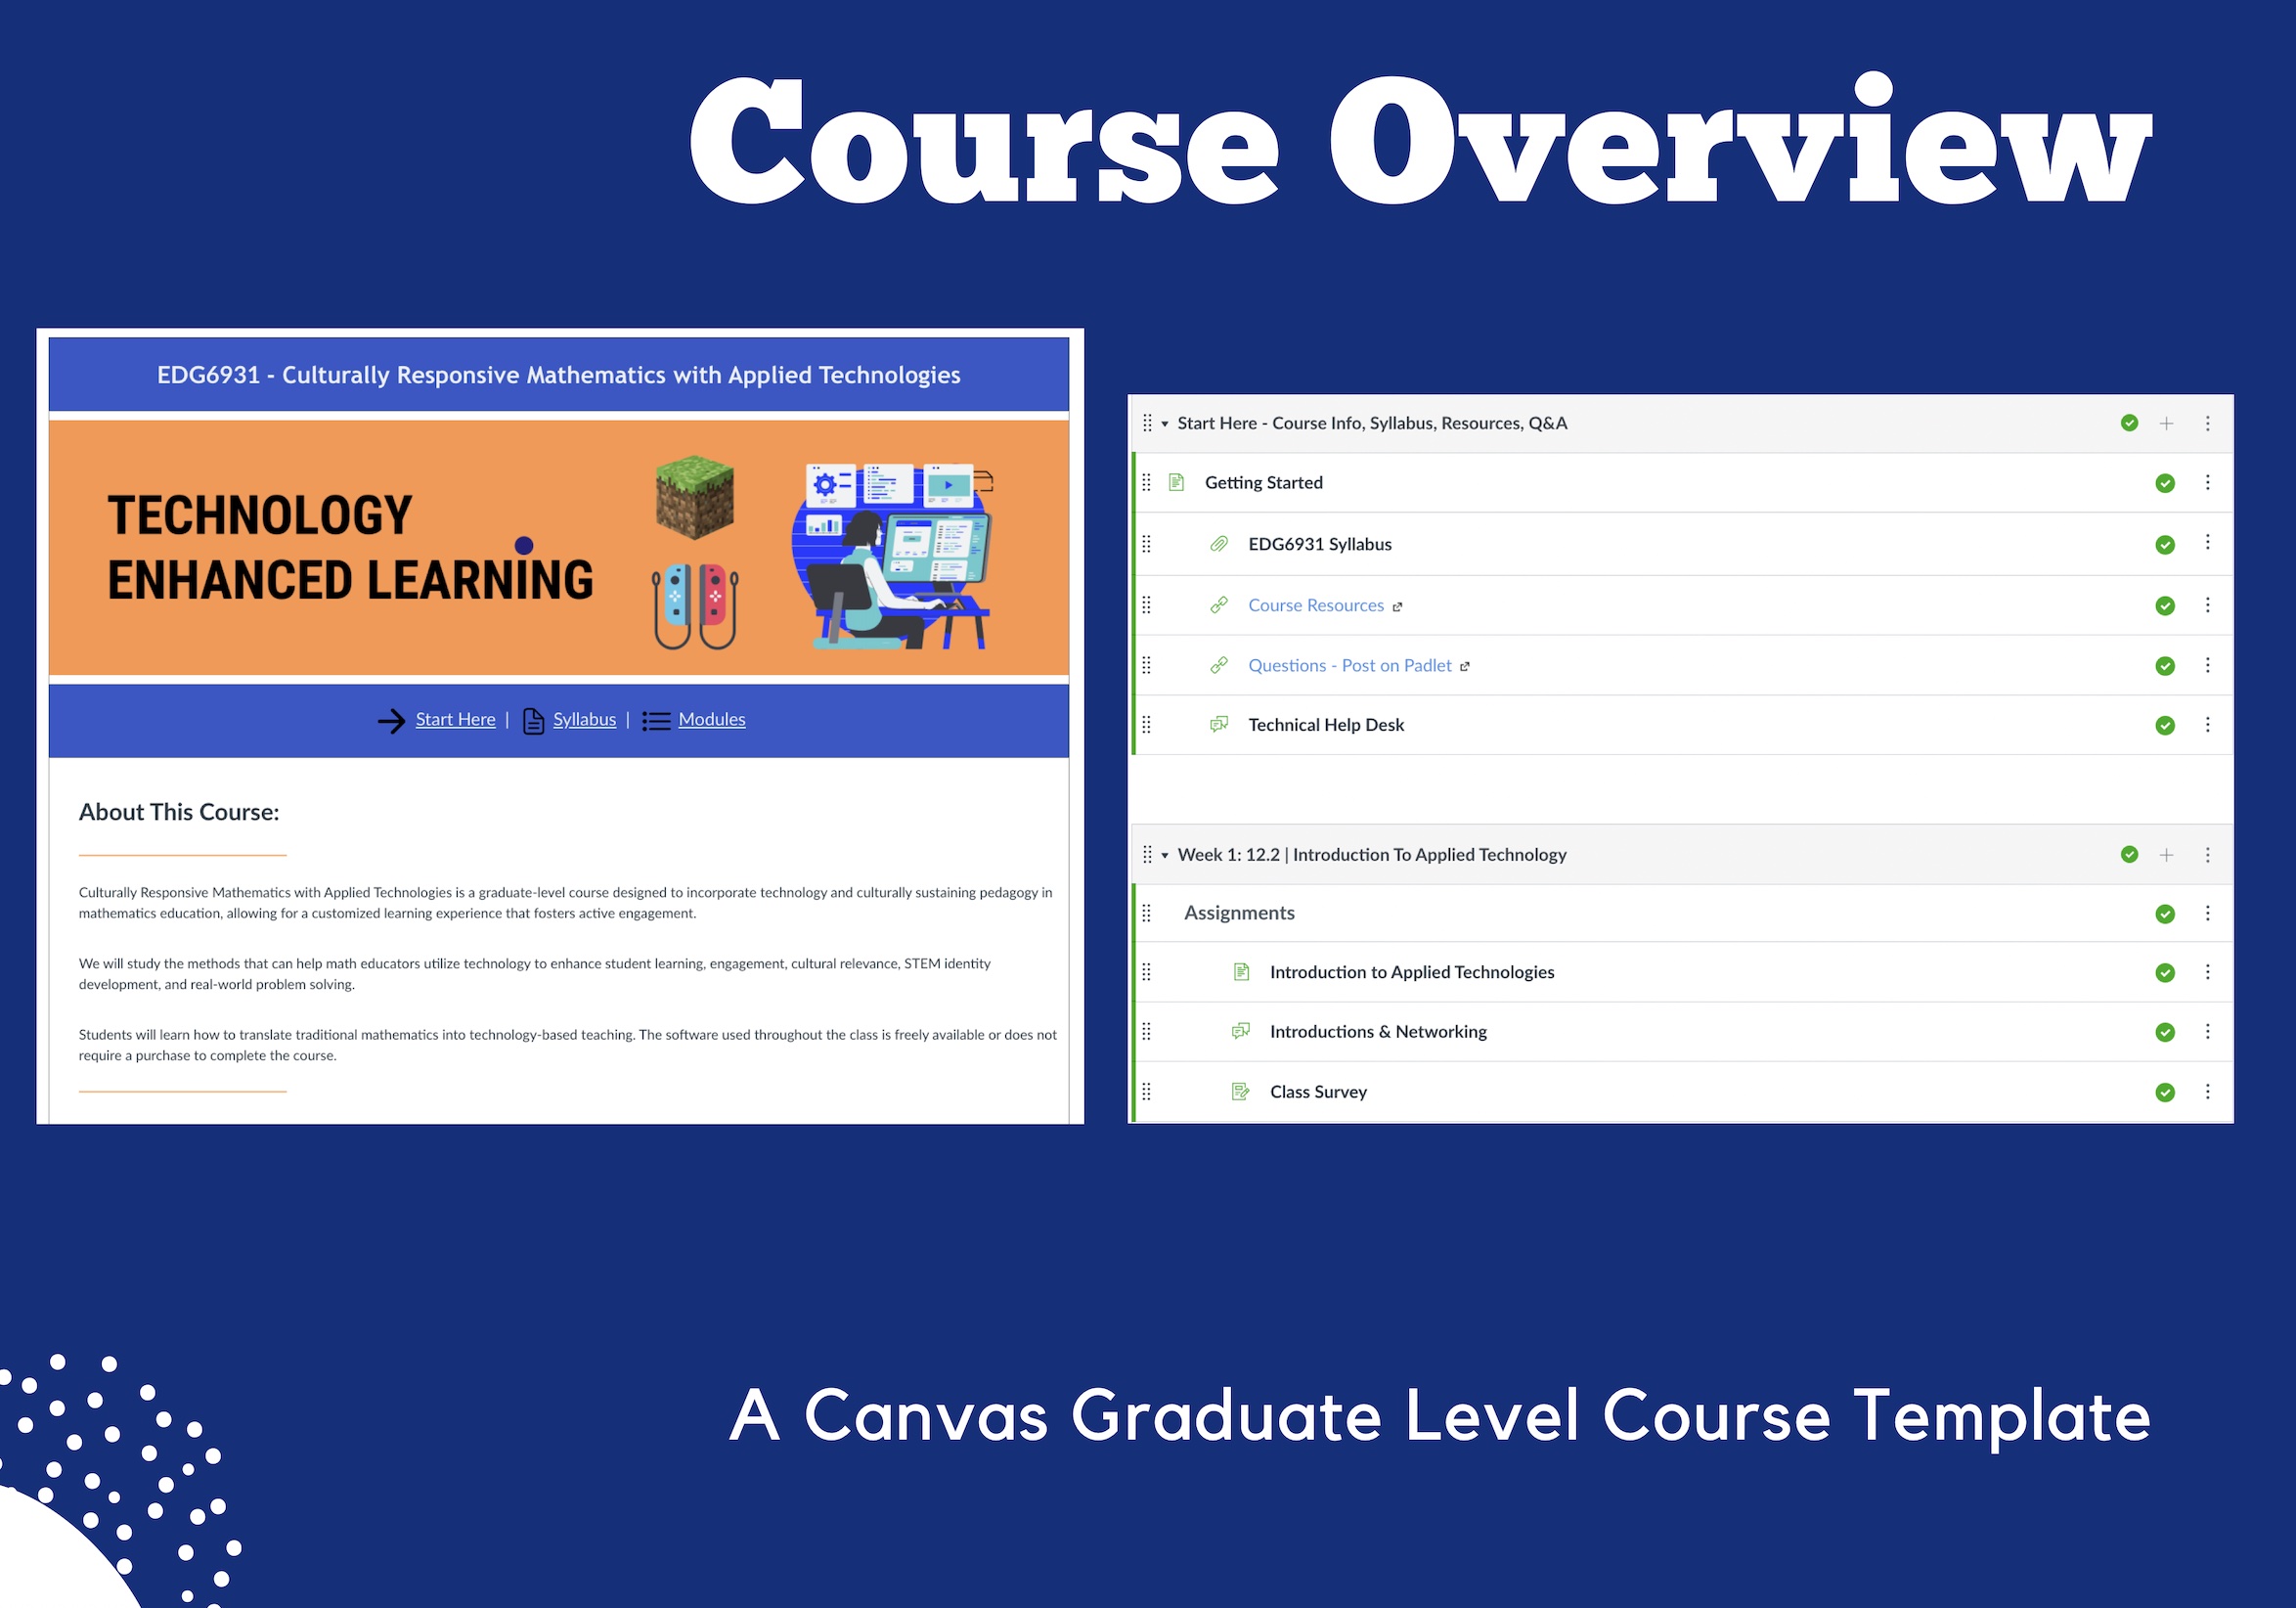 Course Overview
EDG6931 - Culturally Responsive Mathematics with Applied Technologies
TECHNOLOGY
ENHANCED LEARNING
Start Here | Syllabus | Modules
About This Course:
Culturally Responsive Mathematics with Applied Technologies is a graduate-level course designed to incorporate technology and culturally sustaining pedagogy in
mathematics education, allowing for a customized learning experience that fosters active engagement.
We will study the methods that can help math educators utilize technology to enhance student learning, engagement, cultural relevance, STEM identity
development, and real-world problem solving.
Students will learn how to translate traditional mathematics into technology-based teaching. The software used throughout the class is freely available or does not
require a purchase to complete the course.
Start Here - Course Info, Syllabus, Resources, Q&A
Getting Started
EDG6931 Syllabus
Course Resources
Questions - Post on Padlet
Technical Help Desk
Week 1: 12.2 | Introduction To Applied Technology
Assignments
Introduction to Applied Technologies
Introductions & Networking
Class Survey
A Canvas Graduate Level Course Template